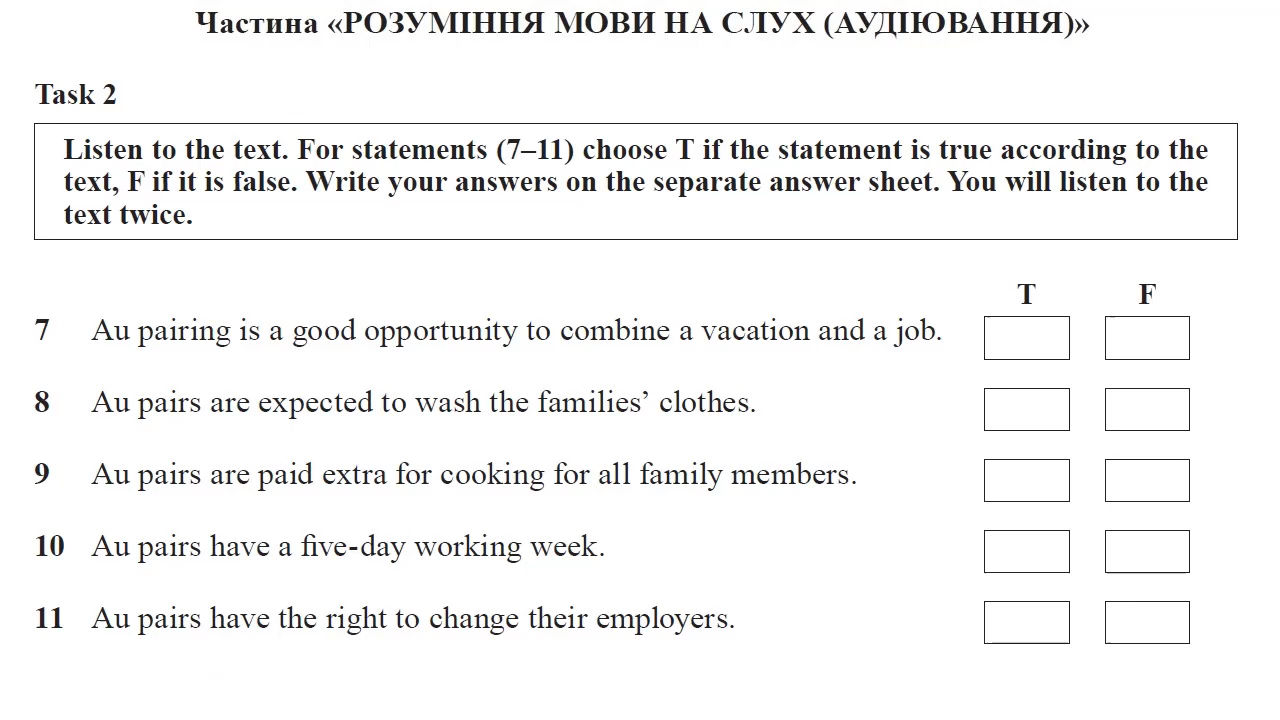 Частина «РОЗУМІННЯ МОВИ НА СЛУХ (АУДІЮВАННЯ)»
Task 2
Listen to the text. For statements (7–11) choose T if the statement is true according to the
text, F if it is false. Write your answers on the separate answer sheet. You will listen to the
text twice.
T F
7 Au pairing is a good opportunity to combine a vacation and a job.
8 Au pairs are expected to wash the families’ clothes.
9 Au pairs are paid extra for cooking for all family members.
10 Au pairs have a five-day working week.
11 Au pairs have the right to change their employers.